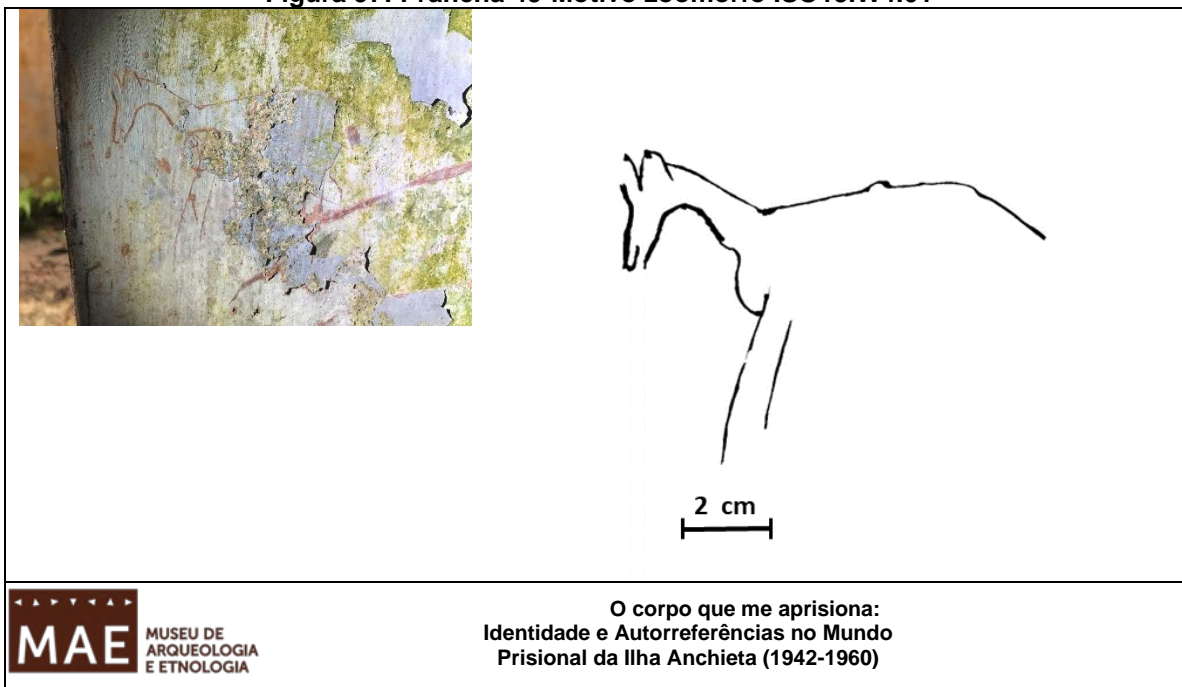 2 cm
MAE
MUSEU DE
ARQUEOLOGIA
E ETNOLOGIA
O corpo que me aprisiona:
Identidade e Autorreferências no Mundo
Prisional da Ilha Anchieta (1942-1960)